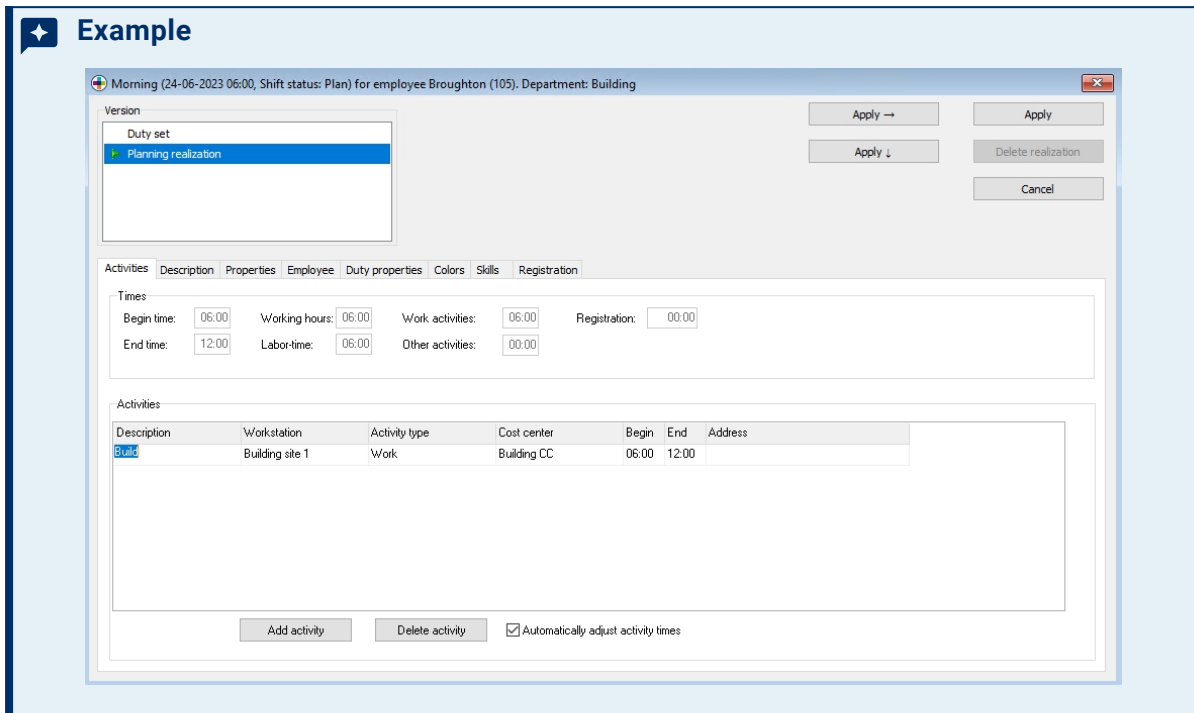 Example
Morning (24-06-2023 06:00, Shift status: Plan) for employee Broughton (105). Department: Building
Version
Duty set
Planning realization
Apply →
Apply
Apply ↓
Delete realization
Cancel
Activities Description Properties Employee Duty properties Colors Skills Registration
Times
Begin time: 06:00 Working hours: 06:00 Work activities: 06:00 Registration: 00:00
End time: 12:00 Labor-time: 06:00 Other activities: 00:00
Activities
Description Workstation Activity type Cost center Begin End Address
Build Building site 1 Work Building CC 06:00 12:00
Add activity Delete activity Automatically adjust activity times